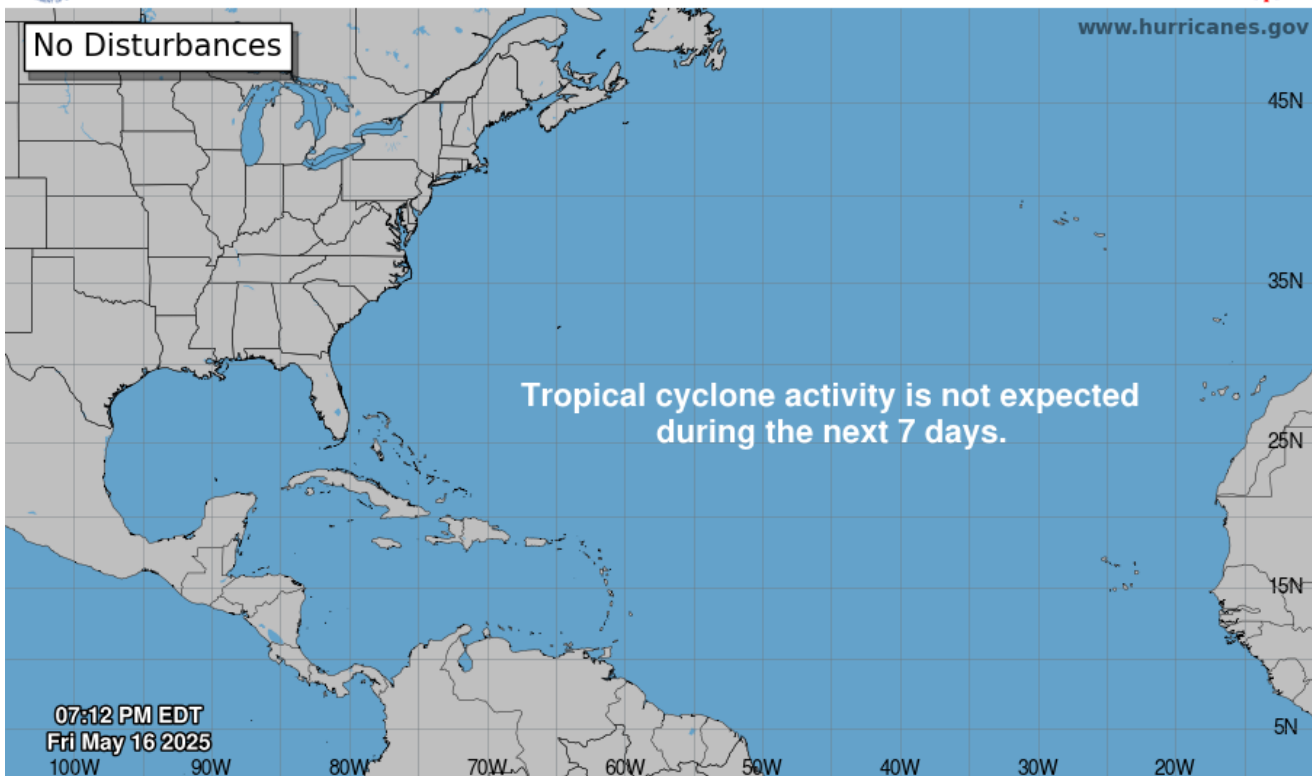 No Disturbances
www.hurricanes.gov
45N
35N
Tropical cyclone activity is not expected
during the next 7 days.
25N
15N
07:12 PM EDT
Fri May 16 2025
5N
100W 90W 80W 70W 60W 50W 40W 30W 20W